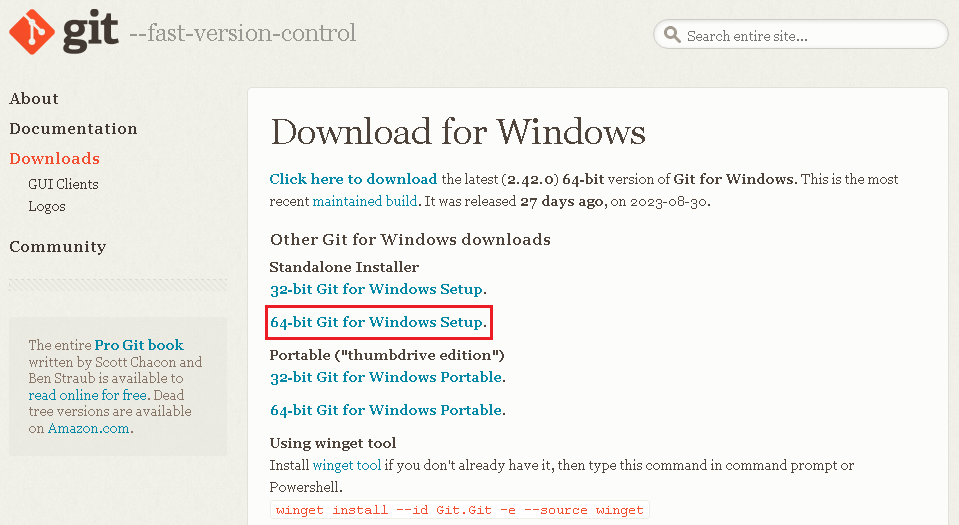 git --fast-version-control
Search entire site...
About
Documentation
Downloads
GUI Clients
Logos
Community
The entire Pro Git book
written by Scott Chacon and
Ben Straub is available to
read online for free. Dead
tree versions are available
on Amazon.com.
Download for Windows
Click here to download the latest (2.42.0) 64-bit version of Git for Windows. This is the most
recent maintained build. It was released 27 days ago, on 2023-08-30.
Other Git for Windows downloads
Standalone Installer
32-bit Git for Windows Setup.
64-bit Git for Windows Setup.
Portable ("thumbdrive edition")
32-bit Git for Windows Portable.
64-bit Git for Windows Portable.
Using winget tool
Install winget tool if you don't already have it, then type this command in command prompt or
Powershell.
winget install --id Git.Git -e --source winget